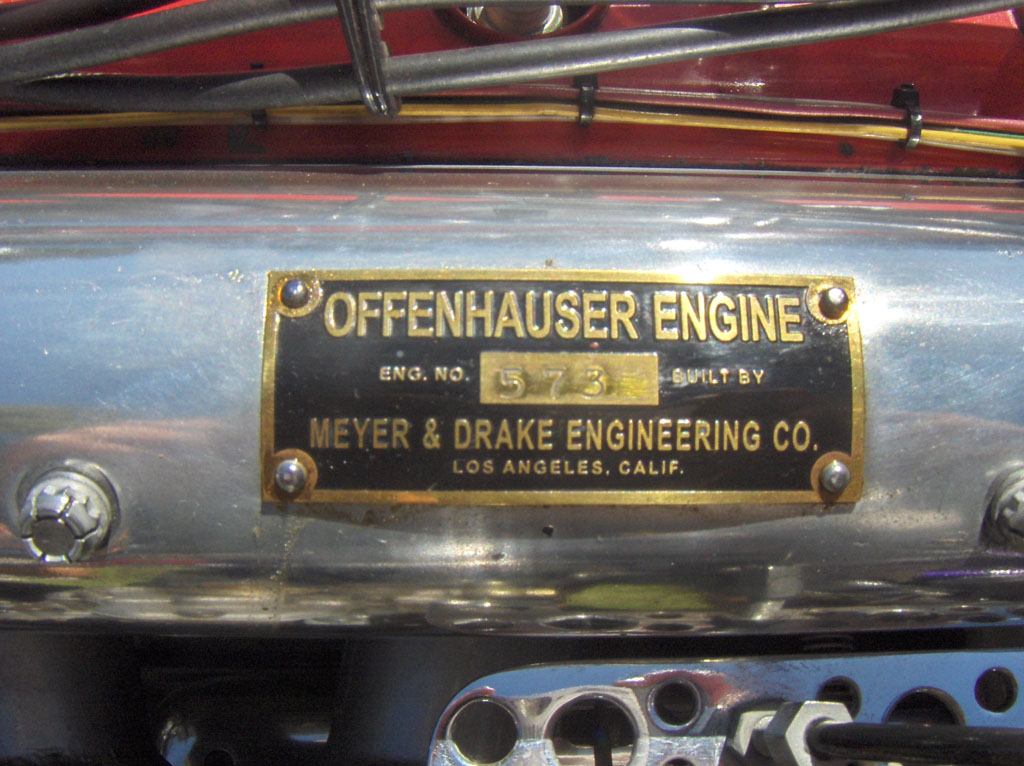 OFFENHAUSER ENGINE
ENG. NO. 573 BUILT BY
MEYER & DRAKE ENGINEERING CO.
LOS ANGELES, CALIF.